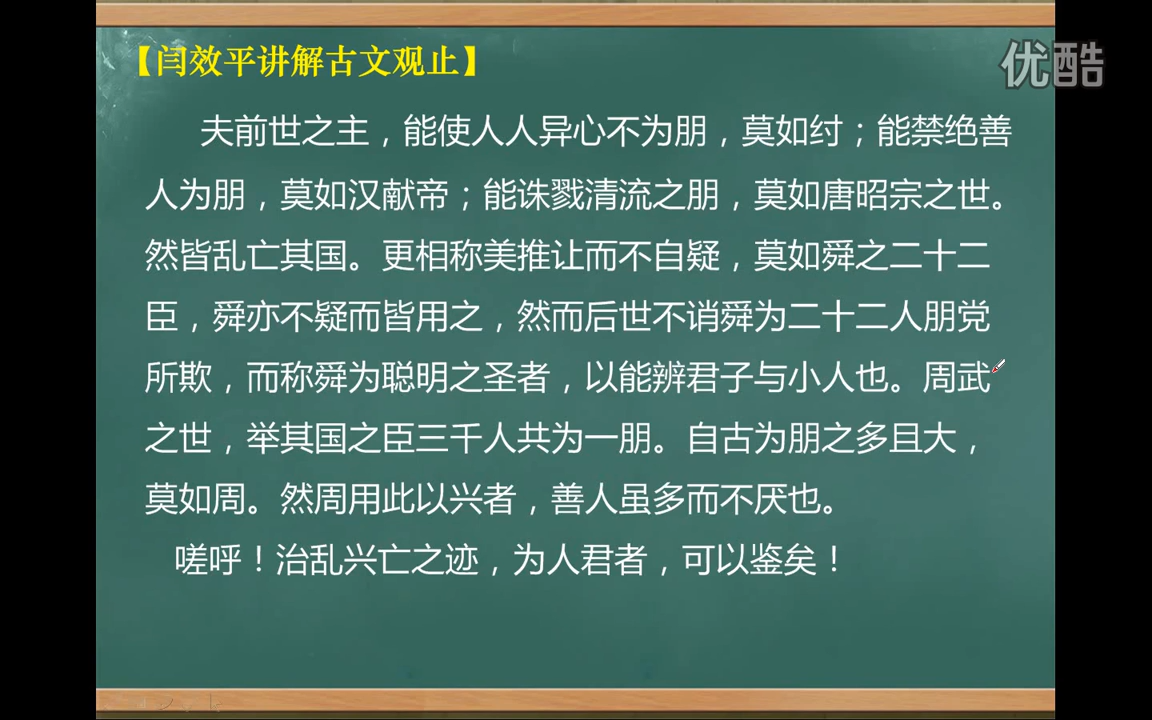 【闫效平讲解古文观止】
优酷
夫前世之主，能使人人异心不为朋，莫如纣；能禁绝善
人为朋，莫如汉献帝；能诛戮清流之朋，莫如唐昭宗之世。
然皆乱亡其国。更相称美推让而不自疑，莫如舜之二十二
臣，舜亦不疑而皆用之，然而后世不诮舜为二十二人朋党
所欺，而称舜为聪明之圣者，以能辨君子与小人也。周武
之世，举其国之臣三千人共为一朋。自古为朋之多且大，
莫如周。然周用此以兴者，善人虽多而不厌也。
嗟呼！治乱兴亡之迹，为人君者，可以鉴矣！